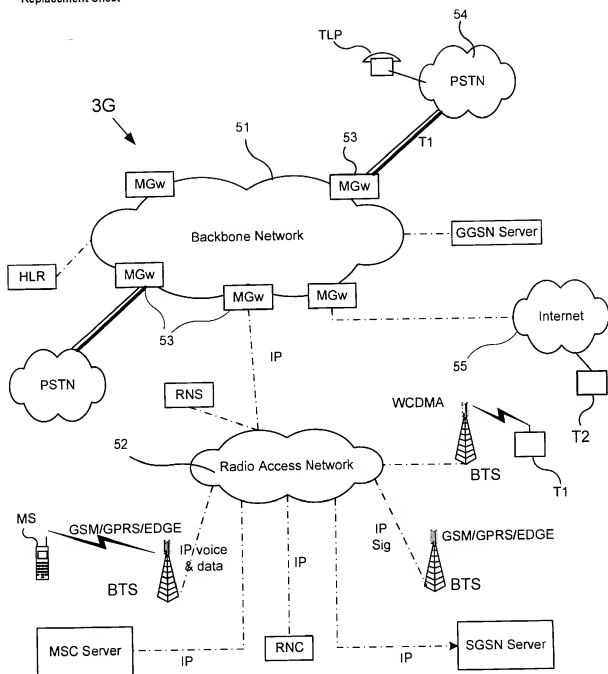 Replacement Sheet
54
TLP
PSTN
3G
51
53
T1
MGw
MGw
Backbone Network
GGSN Server
HLR
MGw
MGw
MGw
53
Internet
IP
PSTN
55
RNS
WCDMA
T2
52
Radio Access Network
BTS
T1
MS
GSM/GPRS/EDGE
IP voice
& data
IP
IP
Sig
GSM/GPRS/EDGE
BTS
BTS
MSC Server
IP
RNC
IP
SGSN Server